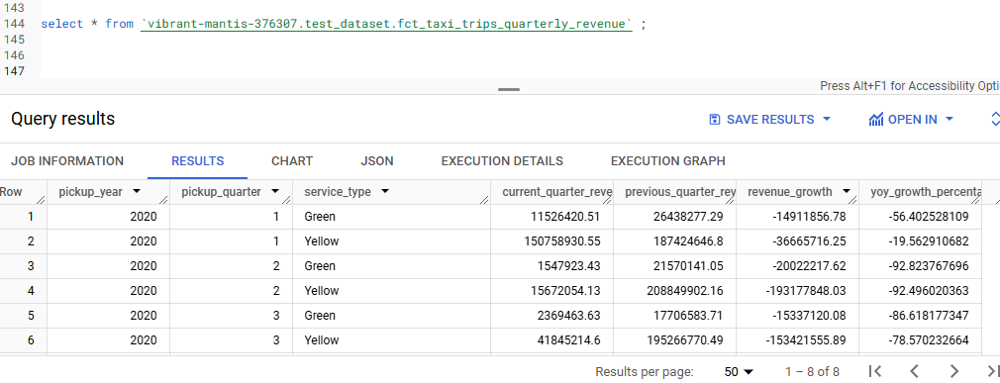 143
144 select * from `vibrant-mantis-376307.test_dataset.fct_taxi_trips_quarterly_revenue` ;
145
146
147
Press Alt+F1 for Accessibility Opti
Query results SAVE RESULTS OPEN IN
JOB INFORMATION RESULTS CHART JSON EXECUTION DETAILS EXECUTION GRAPH
Row pickup_year pickup_quarter service_type current_quarter_reve previous_quarter_rev revenue_growth yoy_growth_percenta
1 2020 1 Green 11526420.51 26438277.29 -14911856.78 -56.402528109
2 2020 1 Yellow 150758930.55 187424646.8 -36665716.25 -19.562910682
3 2020 2 Green 1547923.43 21570141.05 -20022217.62 -92.823767696
4 2020 2 Yellow 15672054.13 208849902.16 -193177848.03 -92.496020363
5 2020 3 Green 2369463.63 17706583.71 -15337120.08 -86.618177347
6 2020 3 Yellow 41845214.6 195266770.49 -153421555.89 -78.570232664
Results per page: 50 1 – 8 of 8